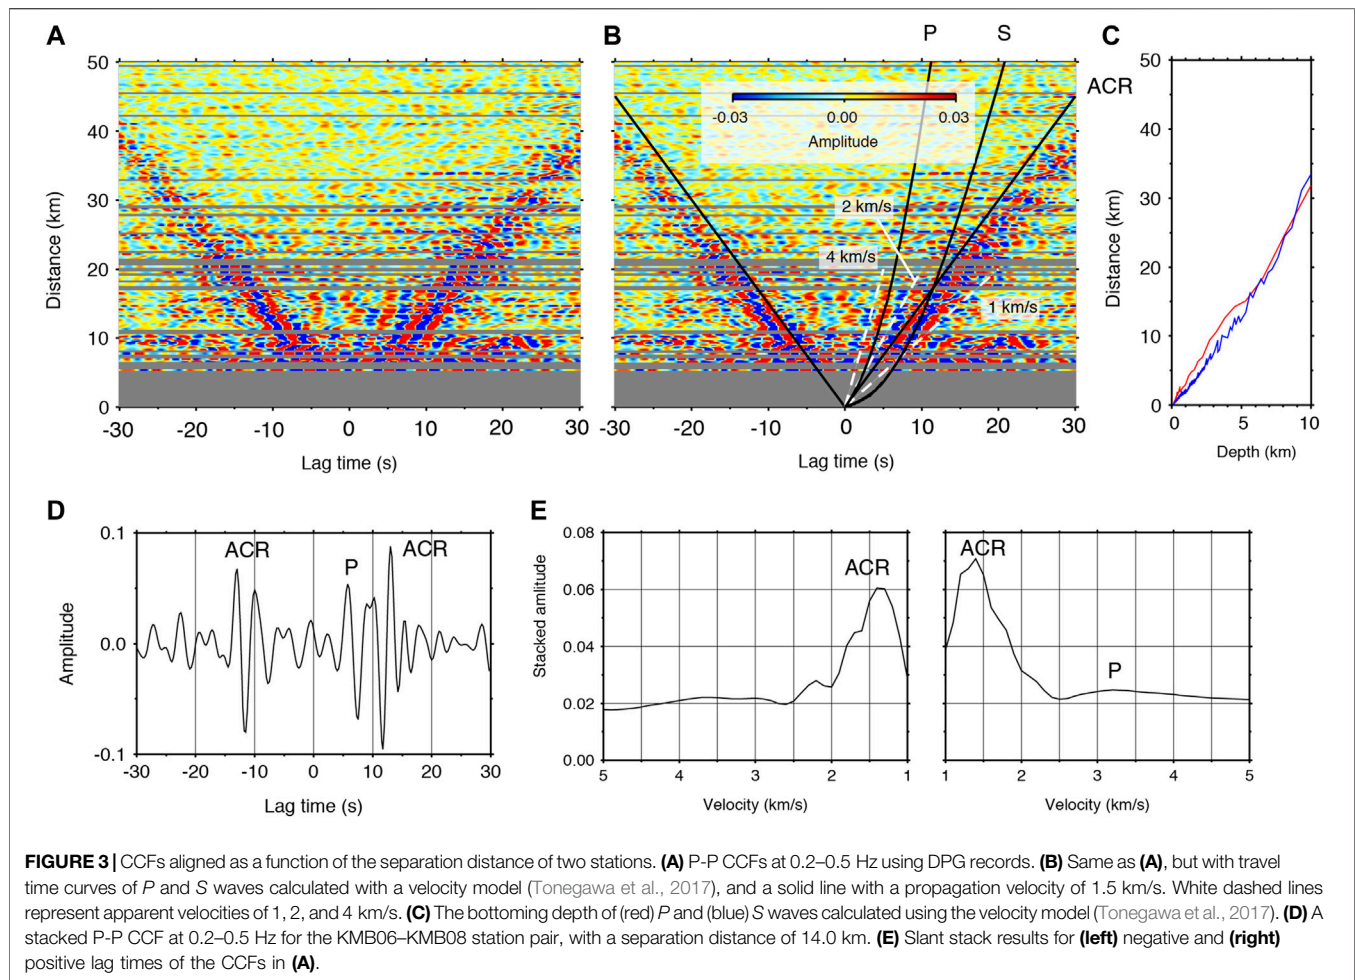 A
B
P
S
C
50
40
30
20
10
0
Distance (km)
-30
-20
-10
0
10
20
30
Lag time (s)
-0.03
0.00
0.03
Amplitude
2 km/s
4 km/s
1 km/s
-30
-20
-10
0
10
20
30
Lag time (s)
ACR
50
40
30
20
10
0
Distance (km)
0
5
10
Depth (km)
D
0.1
0.0
-0.1
Amplitude
ACR
P
ACR
-30
-20
-10
0
10
20
30
Lag time (s)
E
0.08
0.06
0.04
0.02
0.00
Stacked amlitude
ACR
5
4
3
2
1
Velocity (km/s)
ACR
P
1
2
3
4
5
Velocity (km/s)
FIGURE 3 | CCFs aligned as a function of the separation distance of two stations. (A) P-P CCFs at 0.2–0.5 Hz using DPG records. (B) Same as (A), but with travel
time curves of P and S waves calculated with a velocity model (Tonegawa et al., 2017), and a solid line with a propagation velocity of 1.5 km/s. White dashed lines
represent apparent velocities of 1, 2, and 4 km/s. (C) The bottoming depth of (red) P and (blue) S waves calculated using the velocity model (Tonegawa et al., 2017). (D) A
stacked P-P CCF at 0.2–0.5 Hz for the KMB06–KMB08 station pair, with a separation distance of 14.0 km. (E) Slant stack results for (left) negative and (right)
positive lag times of the CCFs in (A).